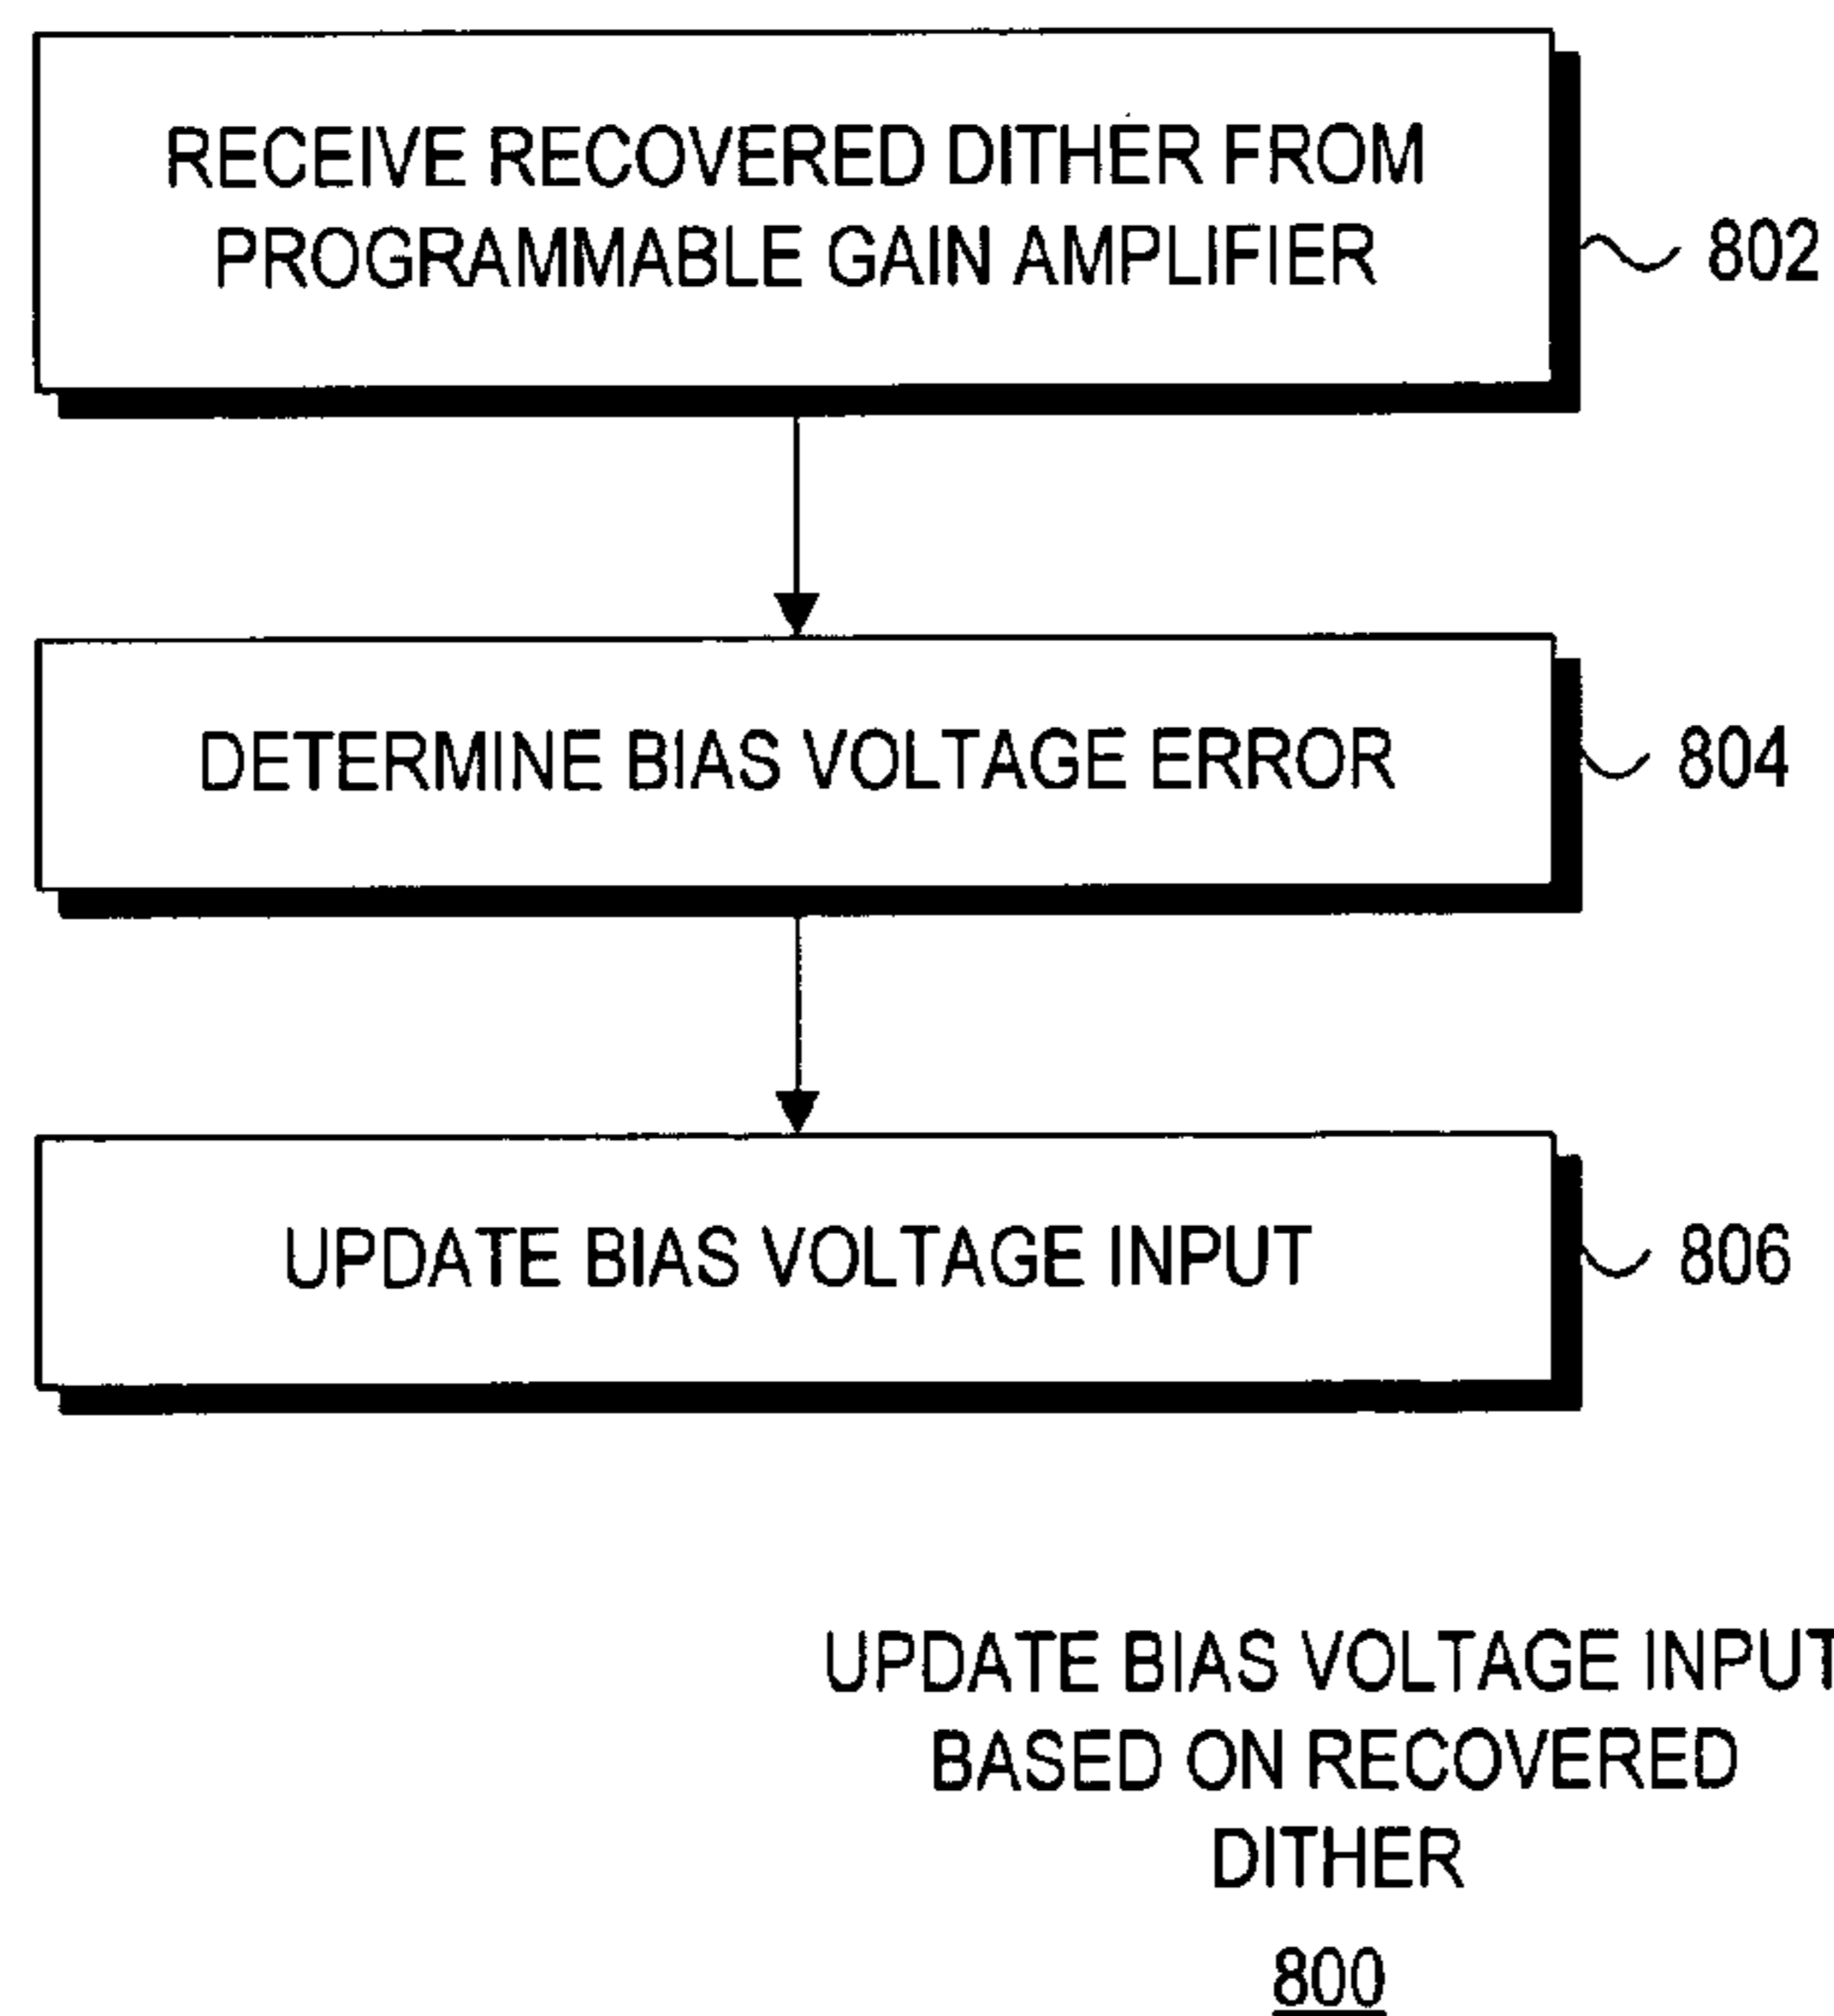 RECEIVE RECOVERED DITHER FROM
PROGRAMMABLE GAIN AMPLIFIER
802
DETERMINE BIAS VOLTAGE ERROR
804
UPDATE BIAS VOLTAGE INPUT
806
UPDATE BIAS VOLTAGE INPUT
BASED ON RECOVERED
DITHER
800